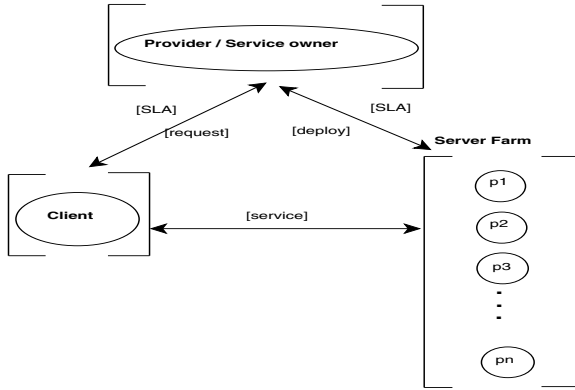 Provider / Service owner
[SLA]
[SLA]
[request]
[deploy]
Server Farm
p1
Client
[service]
p2
p3
pn